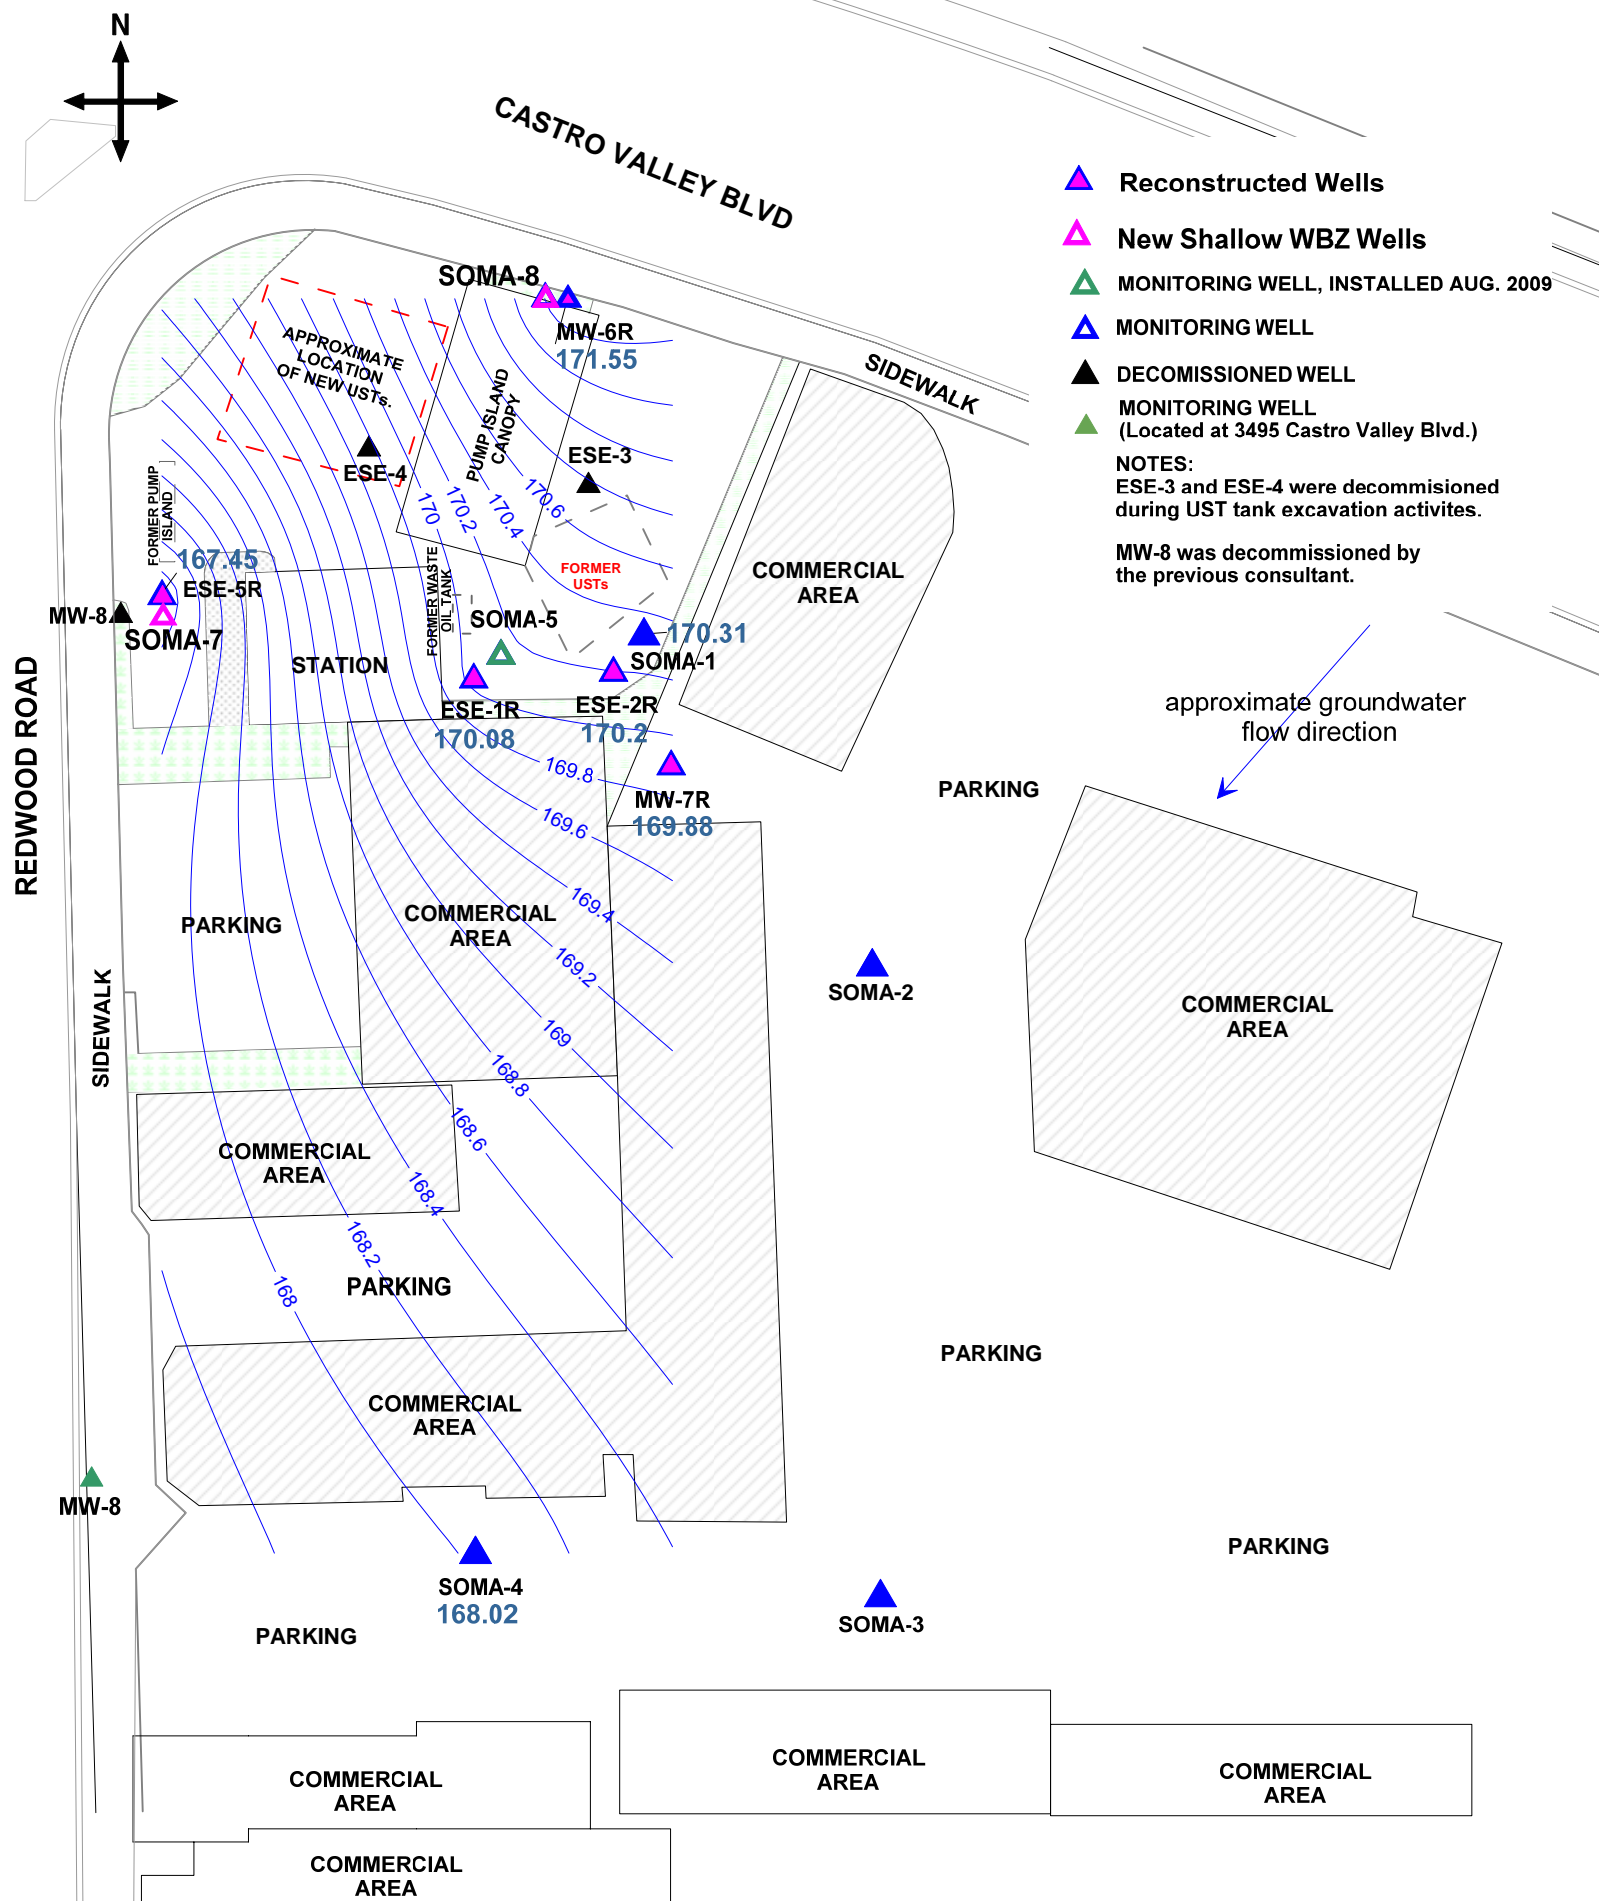 N
CASTRO VALLEY BLVD
Reconstructed Wells
New Shallow WBZ Wells
MONITORING WELL, INSTALLED AUG. 2009
MONITORING WELL
DECOMISSIONED WELL
MONITORING WELL
(Located at 3495 Castro Valley Blvd.)
NOTES:
ESE-3 and ESE-4 were decommisioned
during UST tank excavation activites.
MW-8 was decommissioned by
the previous consultant.
SOMA-8
MW-6R
171.55
SIDEWALK
APPROXIMATE
LOCATION
OF NEW USTs.
PUMP ISLAND
CANOPY
ESE-4
ESE-3
FORMER PUMP
ISLAND
170
170.2
170.4
170.6
167.45
ESE-5R
MW-8
SOMA-7
STATION
FORMER WASTE
OIL TANK
FORMER
USTs
SOMA-5
170.31
SOMA-1
ESE-1R
170.08
ESE-2R
170.2
COMMERCIAL
AREA
approximate groundwater
flow direction
REDWOOD ROAD
169.8
MW-7R
169.88
PARKING
169.6
169.4
169.2
169
168.8
168.6
168.4
168.2
168
PARKING
COMMERCIAL
AREA
SOMA-2
COMMERCIAL
AREA
SIDEWALK
COMMERCIAL
AREA
PARKING
PARKING
COMMERCIAL
AREA
MW-8
SOMA-4
168.02
SOMA-3
PARKING
PARKING
COMMERCIAL
AREA
COMMERCIAL
AREA
COMMERCIAL
AREA
COMMERCIAL
AREA